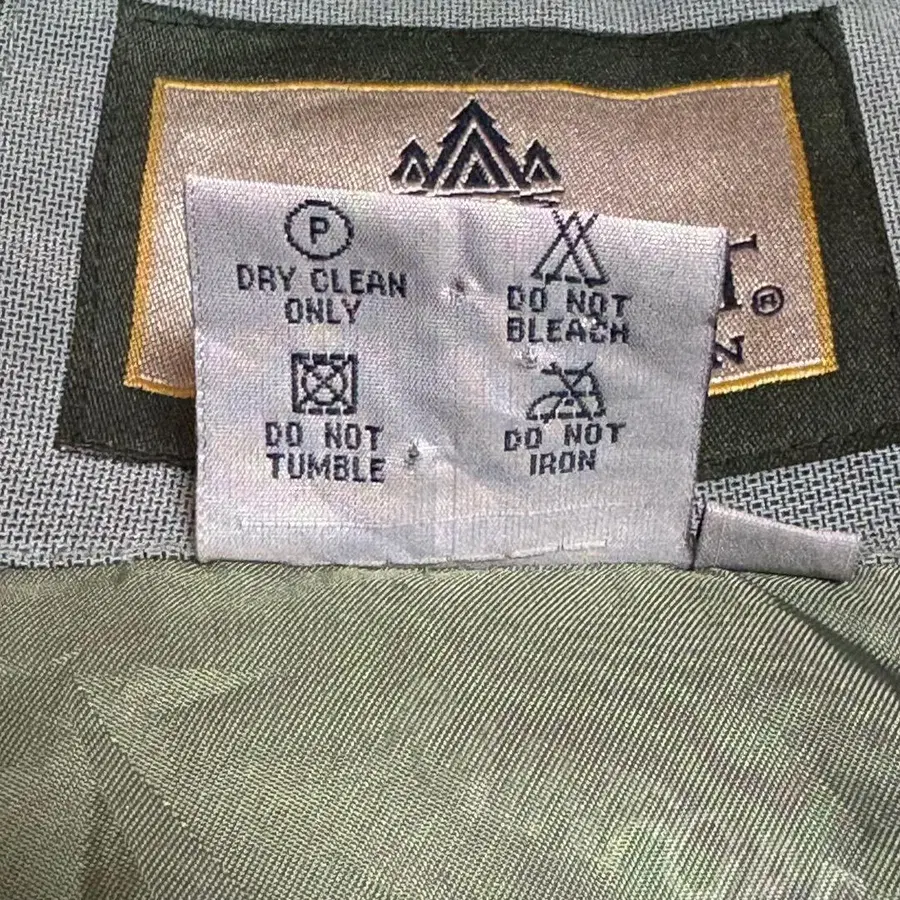 P
DRY CLEAN
ONLY
DO NOT
BLEACH
DO NOT
TUMBLE
DO NOT
IRON
®